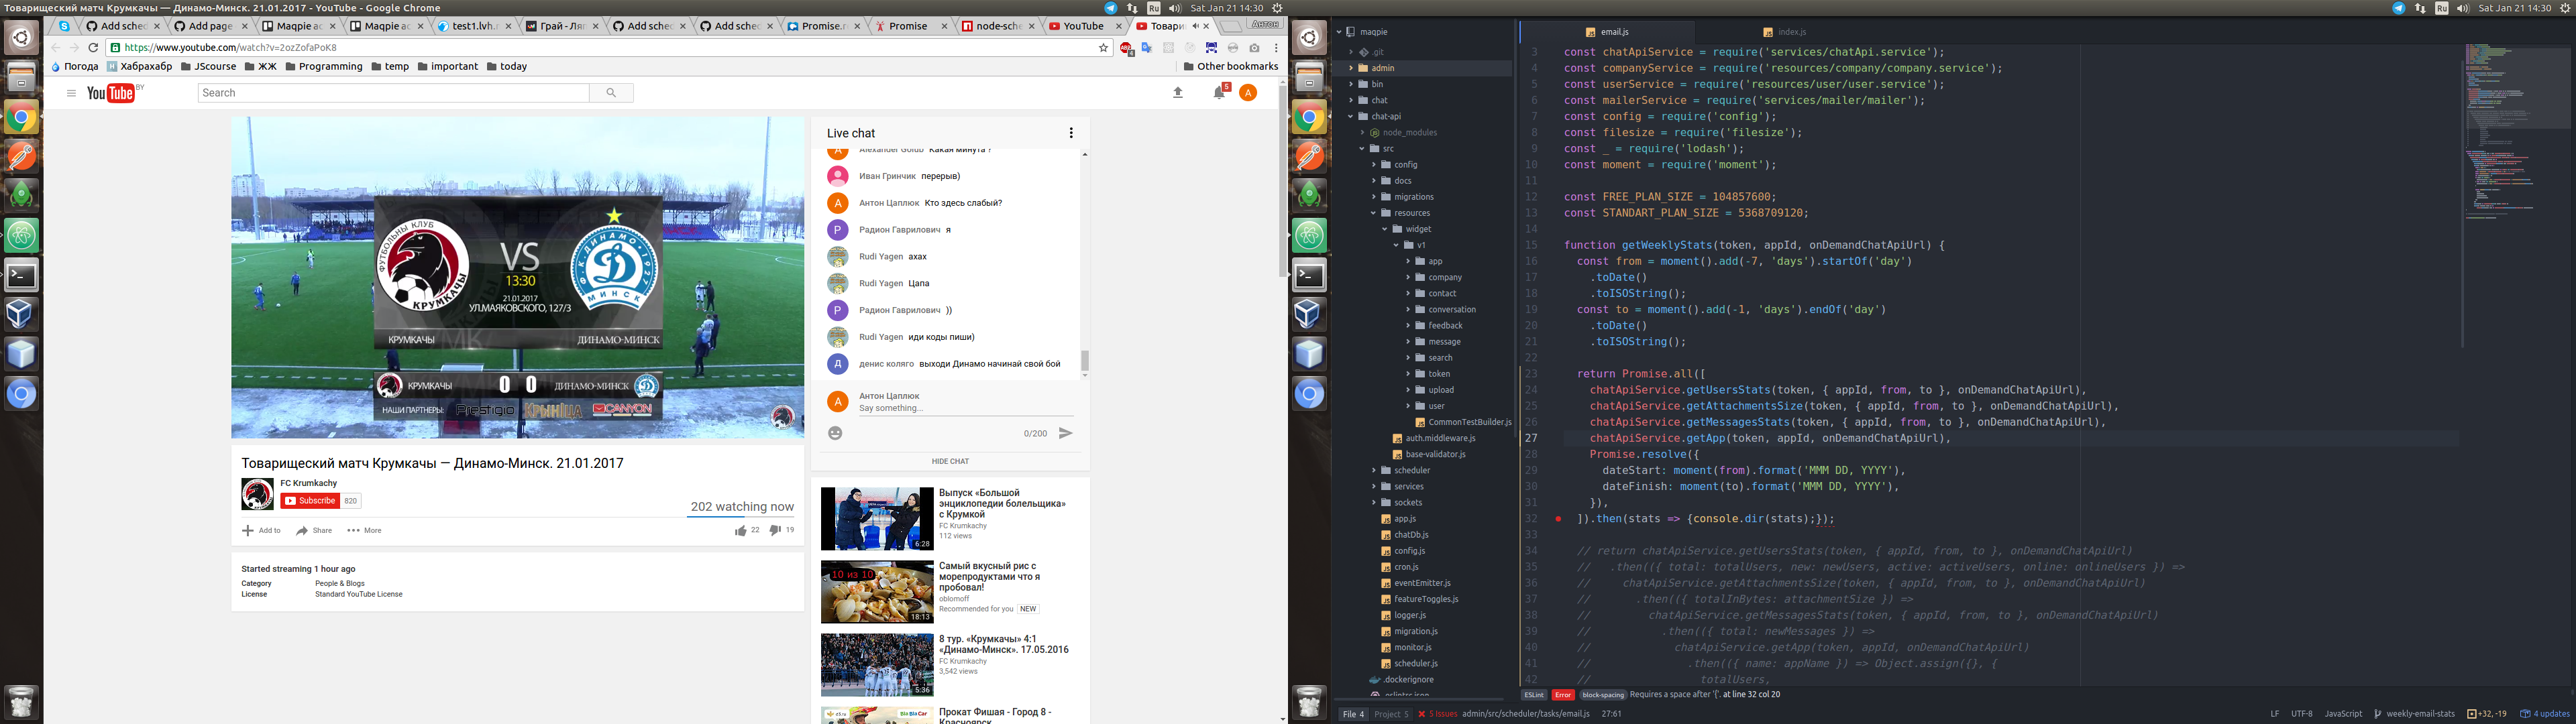 Товарищеский матч Крумкачы — Динамо-Минск. 21.01.2017 - YouTube - Google Chrome
Ru
Sat Jan 21 14:30
Add sched
Add page
Maqpie ac
Maqpie ac
test1.lvh.m
Грай - Ляп
Add sched
Add sched
Promise.re
Promise
node-sche
YouTube
Товари
Антон
https://www.youtube.com/watch?v=2ozZofaPoK8
Погода
Хабрахабр
JScourse
ЖЖ
Programming
temp
important
today
Other bookmarks
YouTube BY
Search
5
A
ФУТБОЛЬНЫ КЛУБ
КРУМКАЧЫ
VS
13:30
21.01.2017
УЛ.МАЯКОВСКОГО, 127/3
Ф.К. ДИНАМО 1927
МИНСК
КРУМКАЧЫ
ДИНАМО-МИНСК
КРУМКАЧЫ
0 0
ДИНАМО-МИНСК
НАШИ ПАРТНЕРЫ:
Prestigio
КРЫНІЦА
CANYON
Live chat
Alexander Golub Какая минута ?
Иван Гринчик перерыв)
Антон Цаплюк Кто здесь слабый?
Радион Гаврилович я
Rudi Yagen ахах
Rudi Yagen Цапа
Радион Гаврилович ))
Rudi Yagen иди коды пиши)
денис коляго выходи Динамо начинай свой бой
Антон Цаплюк
Say something...
0/200
HIDE CHAT
Товарищеский матч Крумкачы — Динамо-Минск. 21.01.2017
FC Krumkachy
Subscribe
820
202 watching now
Add to
Share
More
22
19
Started streaming 1 hour ago
Category People & Blogs
License Standard YouTube License
Выпуск «Большой энциклопедии болельщика» с Крумкой
FC Krumkachy
112 views
6:28
10 из 10
Самый вкусный рис с морепродуктами что я пробовал!
oblomoff
Recommended for you NEW
18:13
8 тур. «Крумкачы» 4:1 «Динамо-Минск». 17.05.2016
FC Krumkachy
3,542 views
5:36
Прокат Фишая - Город 8 - Красноярск
BlaBlaCar
Ru
Sat Jan 21 14:30
maqpie
.git
admin
bin
chat
chat-api
node_modules
src
config
docs
migrations
resources
widget
v1
app
company
contact
conversation
feedback
message
search
token
upload
user
CommonTestBuilder.js
auth.middleware.js
base-validator.js
scheduler
services
sockets
app.js
chatDb.js
config.js
cron.js
eventEmitter.js
featureToggles.js
logger.js
migration.js
monitor.js
scheduler.js
.dockerignore
.eslintrc.json
email.js
index.js
3 const chatApiService = require('services/chatApi.service');
4 const companyService = require('resources/company/company.service');
5 const userService = require('resources/user/user.service');
6 const mailerService = require('services/mailer/mailer');
7 const config = require('config');
8 const filesize = require('filesize');
9 const _ = require('lodash');
10 const moment = require('moment');
11
12 const FREE_PLAN_SIZE = 104857600;
13 const STANDART_PLAN_SIZE = 5368709120;
14
15 function getWeeklyStats(token, appId, onDemandChatApiUrl) {
16 const from = moment().add(-7, 'days').startOf('day')
17 .toDate()
18 .toISOString();
19 const to = moment().add(-1, 'days').endOf('day')
20 .toDate()
21 .toISOString();
22
23 return Promise.all([
24 chatApiService.getUsersStats(token, { appId, from, to }, onDemandChatApiUrl),
25 chatApiService.getAttachmentsSize(token, { appId, from, to }, onDemandChatApiUrl),
26 chatApiService.getMessagesStats(token, { appId, from, to }, onDemandChatApiUrl),
27 chatApiService.getApp(token, appId, onDemandChatApiUrl),
28 Promise.resolve({
29 dateStart: moment(from).format('MMM DD, YYYY'),
30 dateFinish: moment(to).format('MMM DD, YYYY'),
31 }),
32 ]).then(stats => {console.dir(stats);});
33
34 // return chatApiService.getUsersStats(token, { appId, from, to }, onDemandChatApiUrl)
35 // .then(({ total: totalUsers, new: newUsers, active: activeUsers, online: onlineUsers }) =>
36 // chatApiService.getAttachmentsSize(token, { appId, from, to }, onDemandChatApiUrl)
37 // .then(({ totalInBytes: attachmentSize }) =>
38 // chatApiService.getMessagesStats(token, { appId, from, to }, onDemandChatApiUrl)
39 // .then(({ total: newMessages }) =>
40 // chatApiService.getApp(token, appId, onDemandChatApiUrl)
41 // .then(({ name: appName }) => Object.assign({}, {
42 // totalUsers,
ESLint Error block-spacing Requires a space after '{'. at line 32 col 20
File 4 Project 5 5 Issues admin/src/scheduler/tasks/email.js 27:61
LF UTF-8 JavaScript weekly-email-stats +32, -19 4 updates